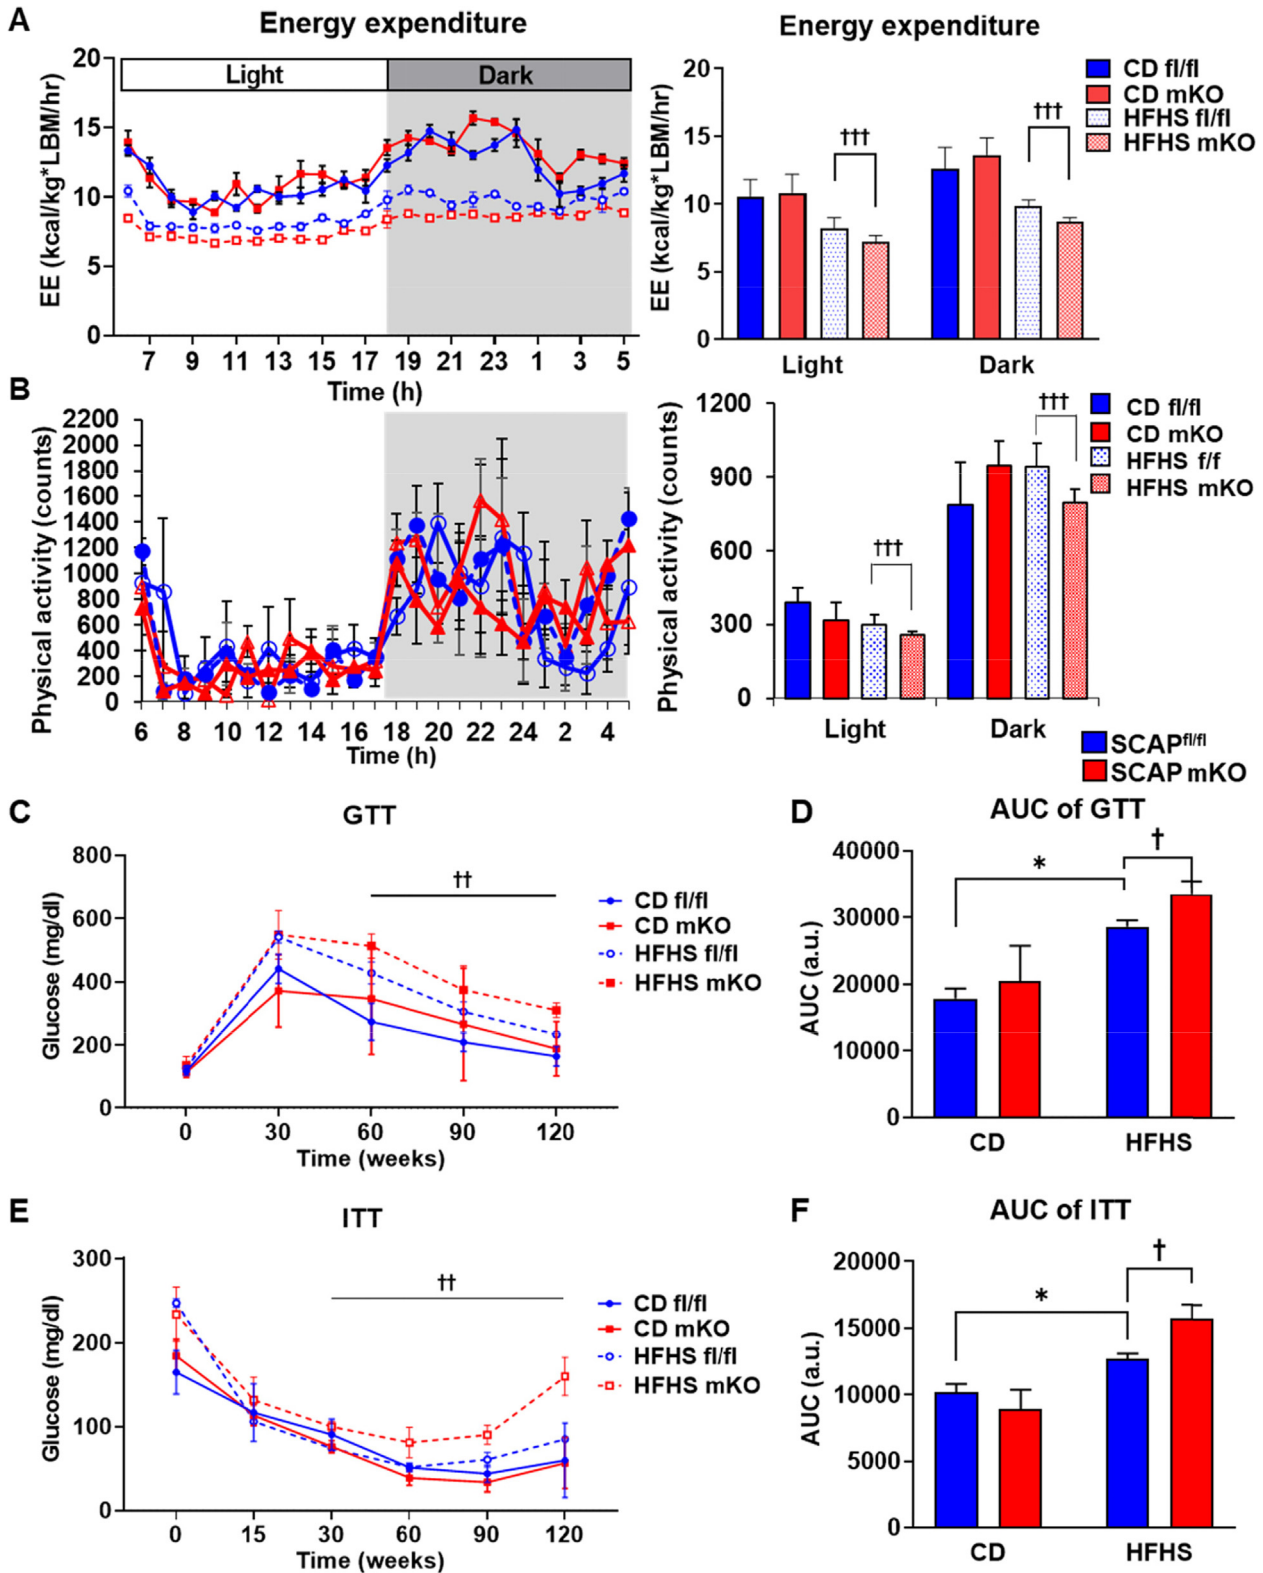 A
Energy expenditure
Energy expenditure
EE (kcal/kg*LBM/hr)
20
15
10
5
0
Light
Dark
7 9 11 13 15 17 19 21 23 1 3 5
Time (h)
EE (kcal/kg*LBM/hr)
20
15
10
5
0
†††
†††
Light Dark
CD fl/fl
CD mKO
HFHS fl/fl
HFHS mKO
B
Physical activity (counts)
2200
2000
1800
1600
1400
1200
1000
800
600
400
200
0
6 8 10 12 14 16 18 20 22 24 2 4
Time (h)
Physical activity (counts)
1200
900
600
300
0
†††
†††
Light Dark
CD fl/fl
CD mKO
HFHS f/f
HFHS mKO
SCAPfl/fl
SCAP mKO
C
GTT
Glucose (mg/dl)
800
600
400
200
0
††
0 30 60 90 120
Time (weeks)
CD fl/fl
CD mKO
HFHS fl/fl
HFHS mKO
D
AUC of GTT
AUC (a.u.)
40000
30000
20000
10000
0
*
†
CD HFHS
E
ITT
Glucose (mg/dl)
300
200
100
0
††
0 15 30 60 90 120
Time (weeks)
CD fl/fl
CD mKO
HFHS fl/fl
HFHS mKO
F
AUC of ITT
AUC (a.u.)
20000
15000
10000
5000
0
*
†
CD HFHS